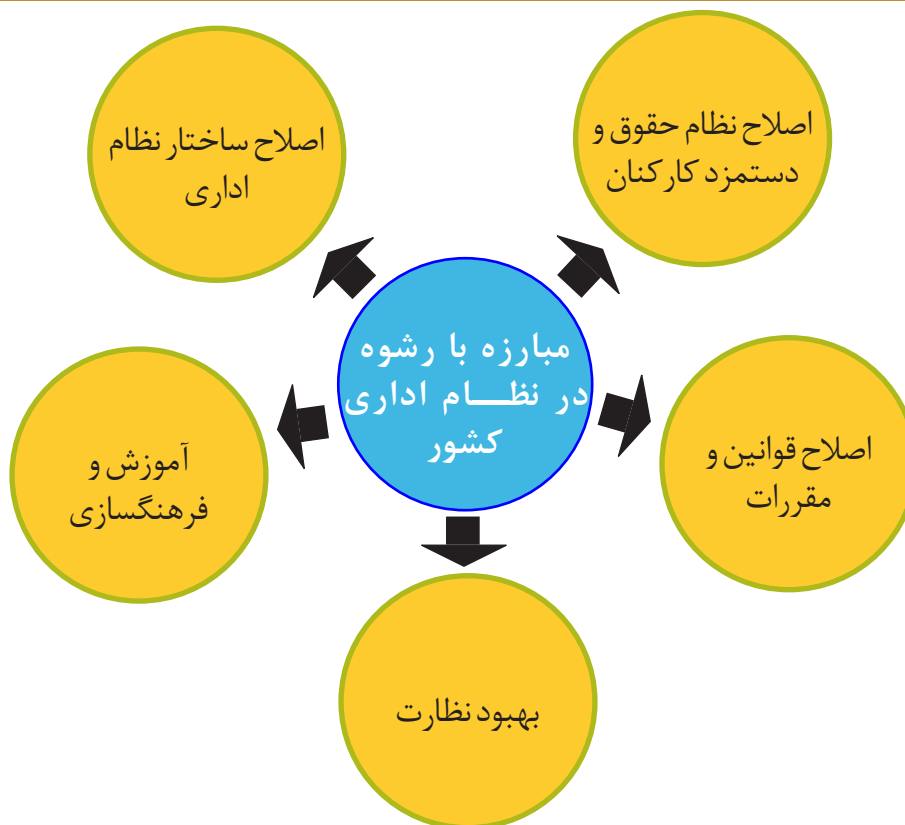 اصلاح نظام حقوق و
دستمزد کارکنان
اصلاح ساختار نظام
اداری
مبارزه با رشوه
در نظـــام اداری
کشور
اصلاح قوانین و
مقررات
آموزش و
فرهنگسازی
بهبود نظارت